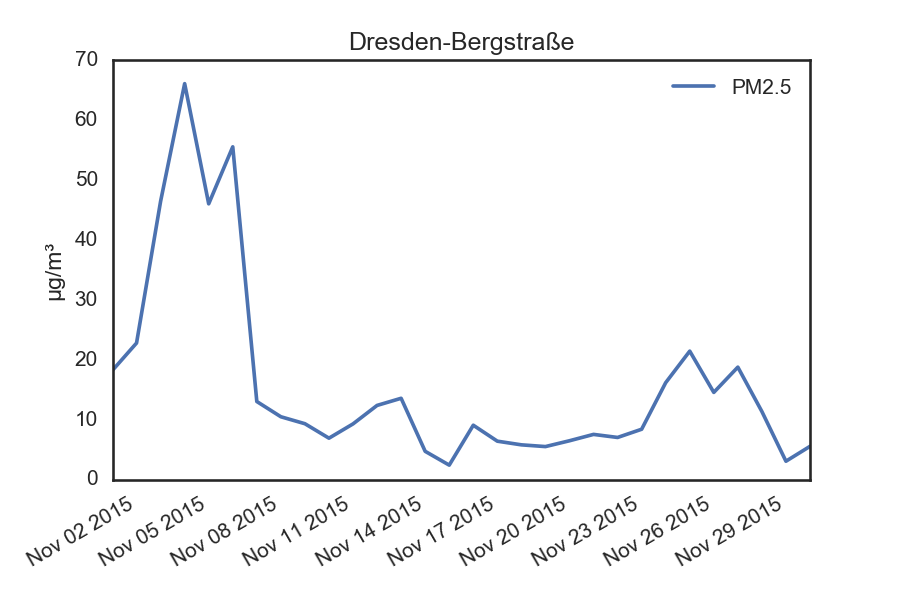 Dresden-Bergstraße
70
60
50
40
30
20
10
0
µg/m³
PM2.5
Nov 02 2015
Nov 05 2015
Nov 08 2015
Nov 11 2015
Nov 14 2015
Nov 17 2015
Nov 20 2015
Nov 23 2015
Nov 26 2015
Nov 29 2015